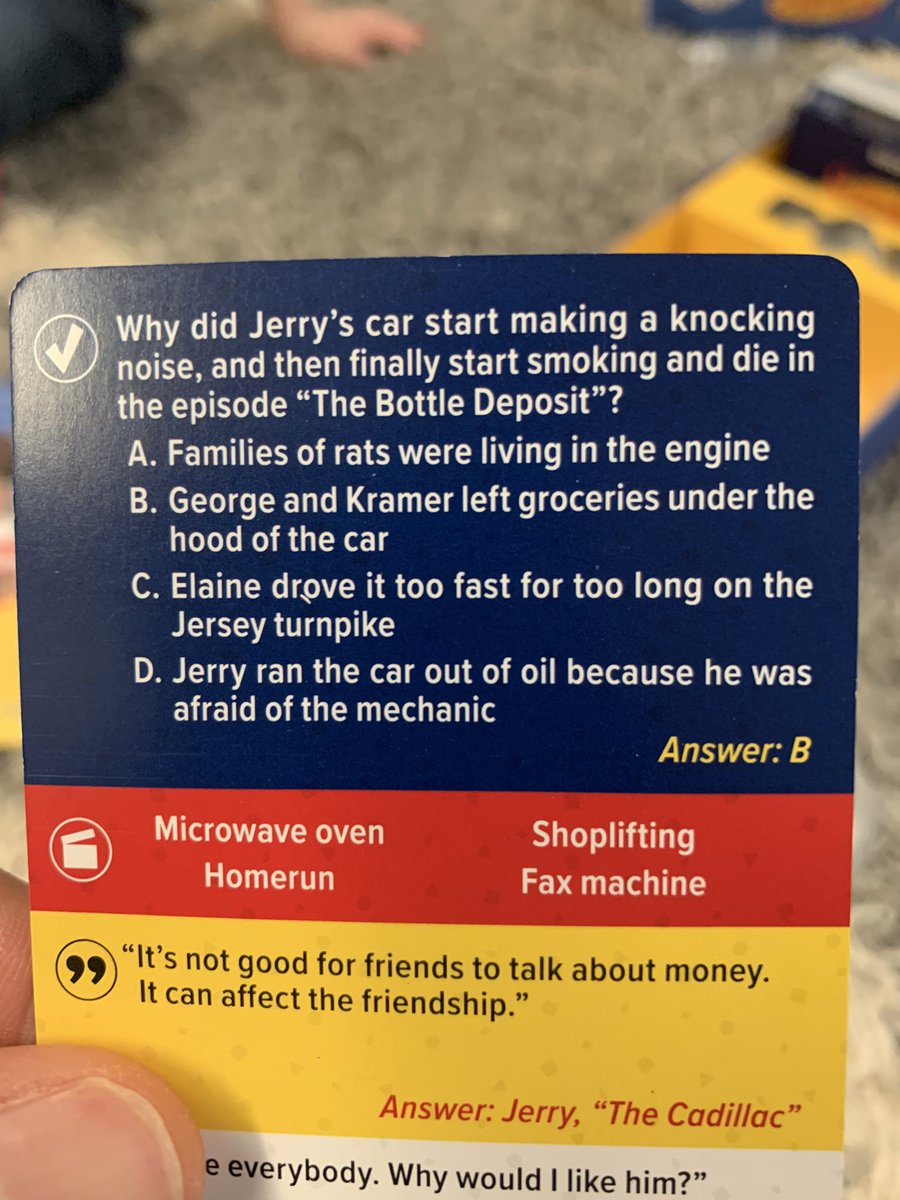 Why did Jerry's car start making a knocking
noise, and then finally start smoking and die in
the episode “The Bottle Deposit”?
A. Families of rats were living in the engine
B. George and Kramer left groceries under the
hood of the car
C. Elaine drove it too fast for too long on the
Jersey turnpike
D. Jerry ran the car out of oil because he was
afraid of the mechanic
Answer: B
Microwave oven
Homerun
Shoplifting
Fax machine
“It's not good for friends to talk about money.
It can affect the friendship.”
Answer: Jerry, “The Cadillac”
everybody. Why would I like him?”